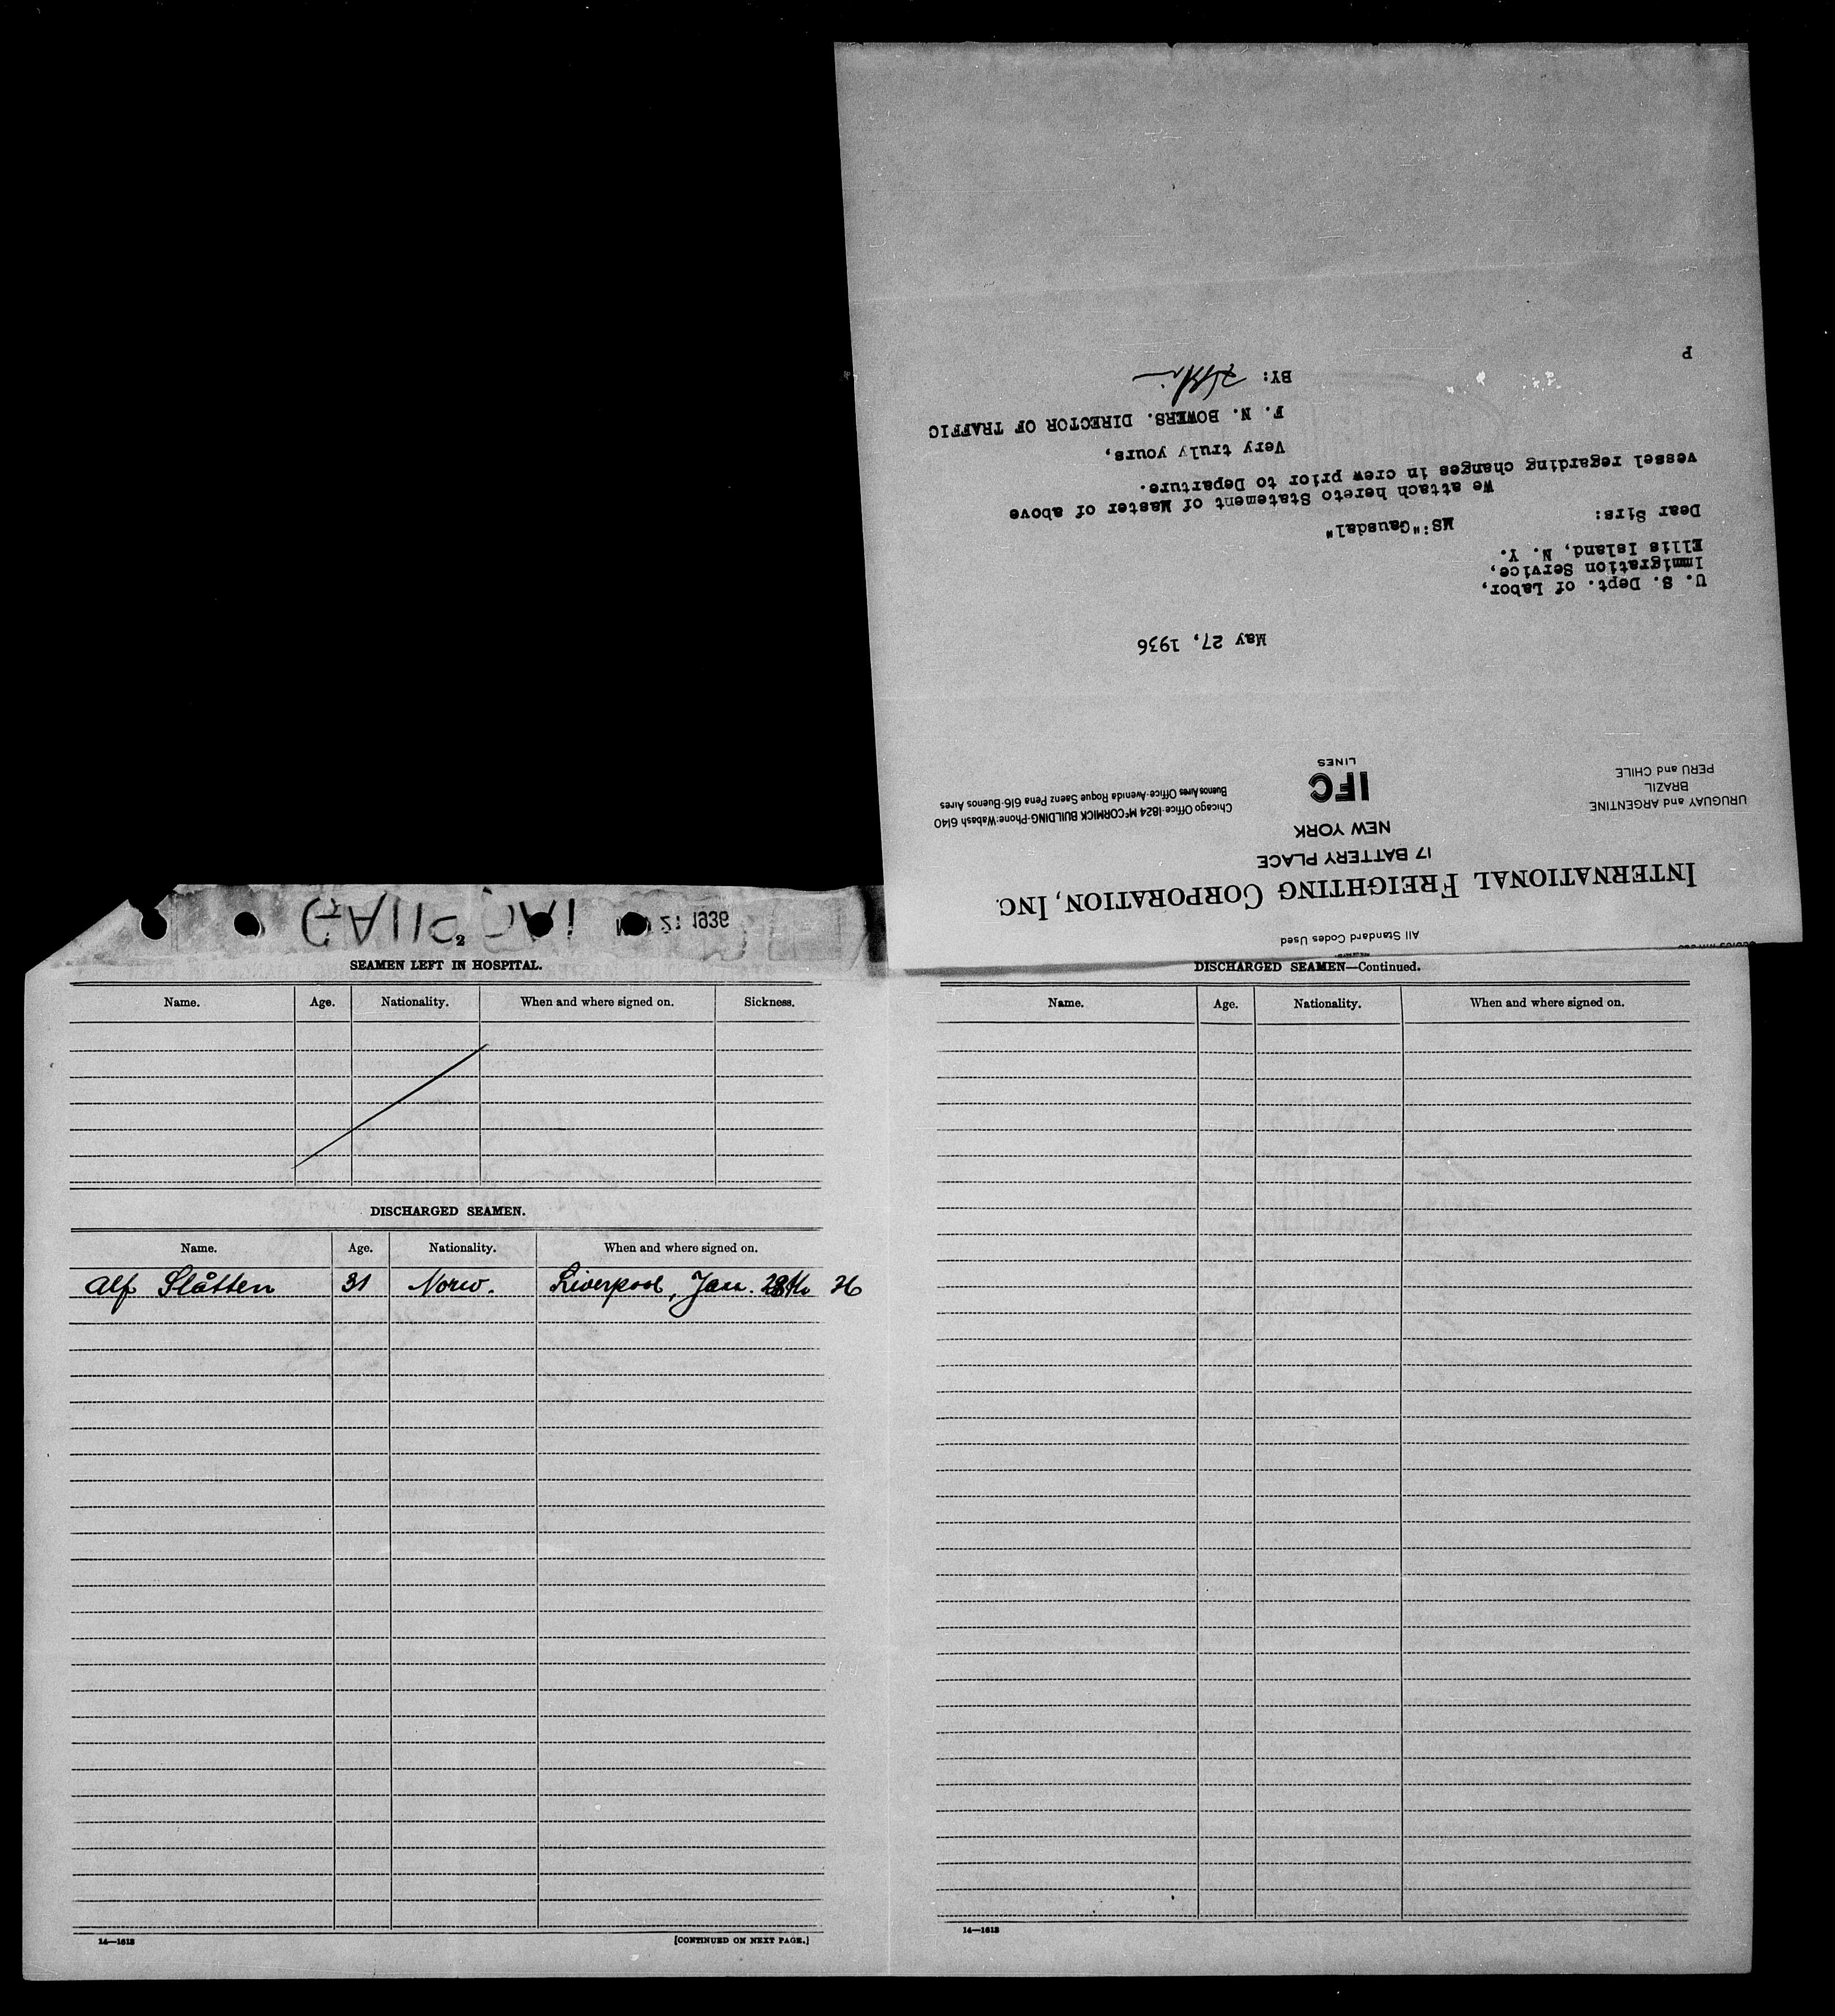 All Standard Codes Used
INTERNATIONAL FREIGHTING CORPORATION, INC.
17 BATTERY PLACE
NEW YORK
URUGUAY and ARGENTINE
BRAZIL
PERU and CHILE
IFC
LINES
Chicago Office-1824 McCORMICK BUILDING-Phone: Wabash 6140
Buenos Aires Office-Avenida Roque Saenz Pena 616-Buenos Aires
May 27, 1936
U. S. Dept. of Labor,
Immigration Service,
Ellis Island, N. Y.
Dear Sirs:
MS:"Gausdal"
We attach hereto Statement of Master of above
vessel regarding changes in crew prior to Departure.
Very truly yours,
F. N. BOWERS. DIRECTOR OF TRAFFIC
BY:
P
21 1936
2
SEAMEN LEFT IN HOSPITAL.
Name. Age. Nationality. When and where signed on. Sickness.
DISCHARGED SEAMEN.
Name. Age. Nationality. When and where signed on.
Alf Slåtten 31 Norw. Liverpool, Jan. 28th 36
14—1613
[CONTINUED ON NEXT PAGE.]
DISCHARGED SEAMEN—Continued.
Name. Age. Nationality. When and where signed on.
14—1613